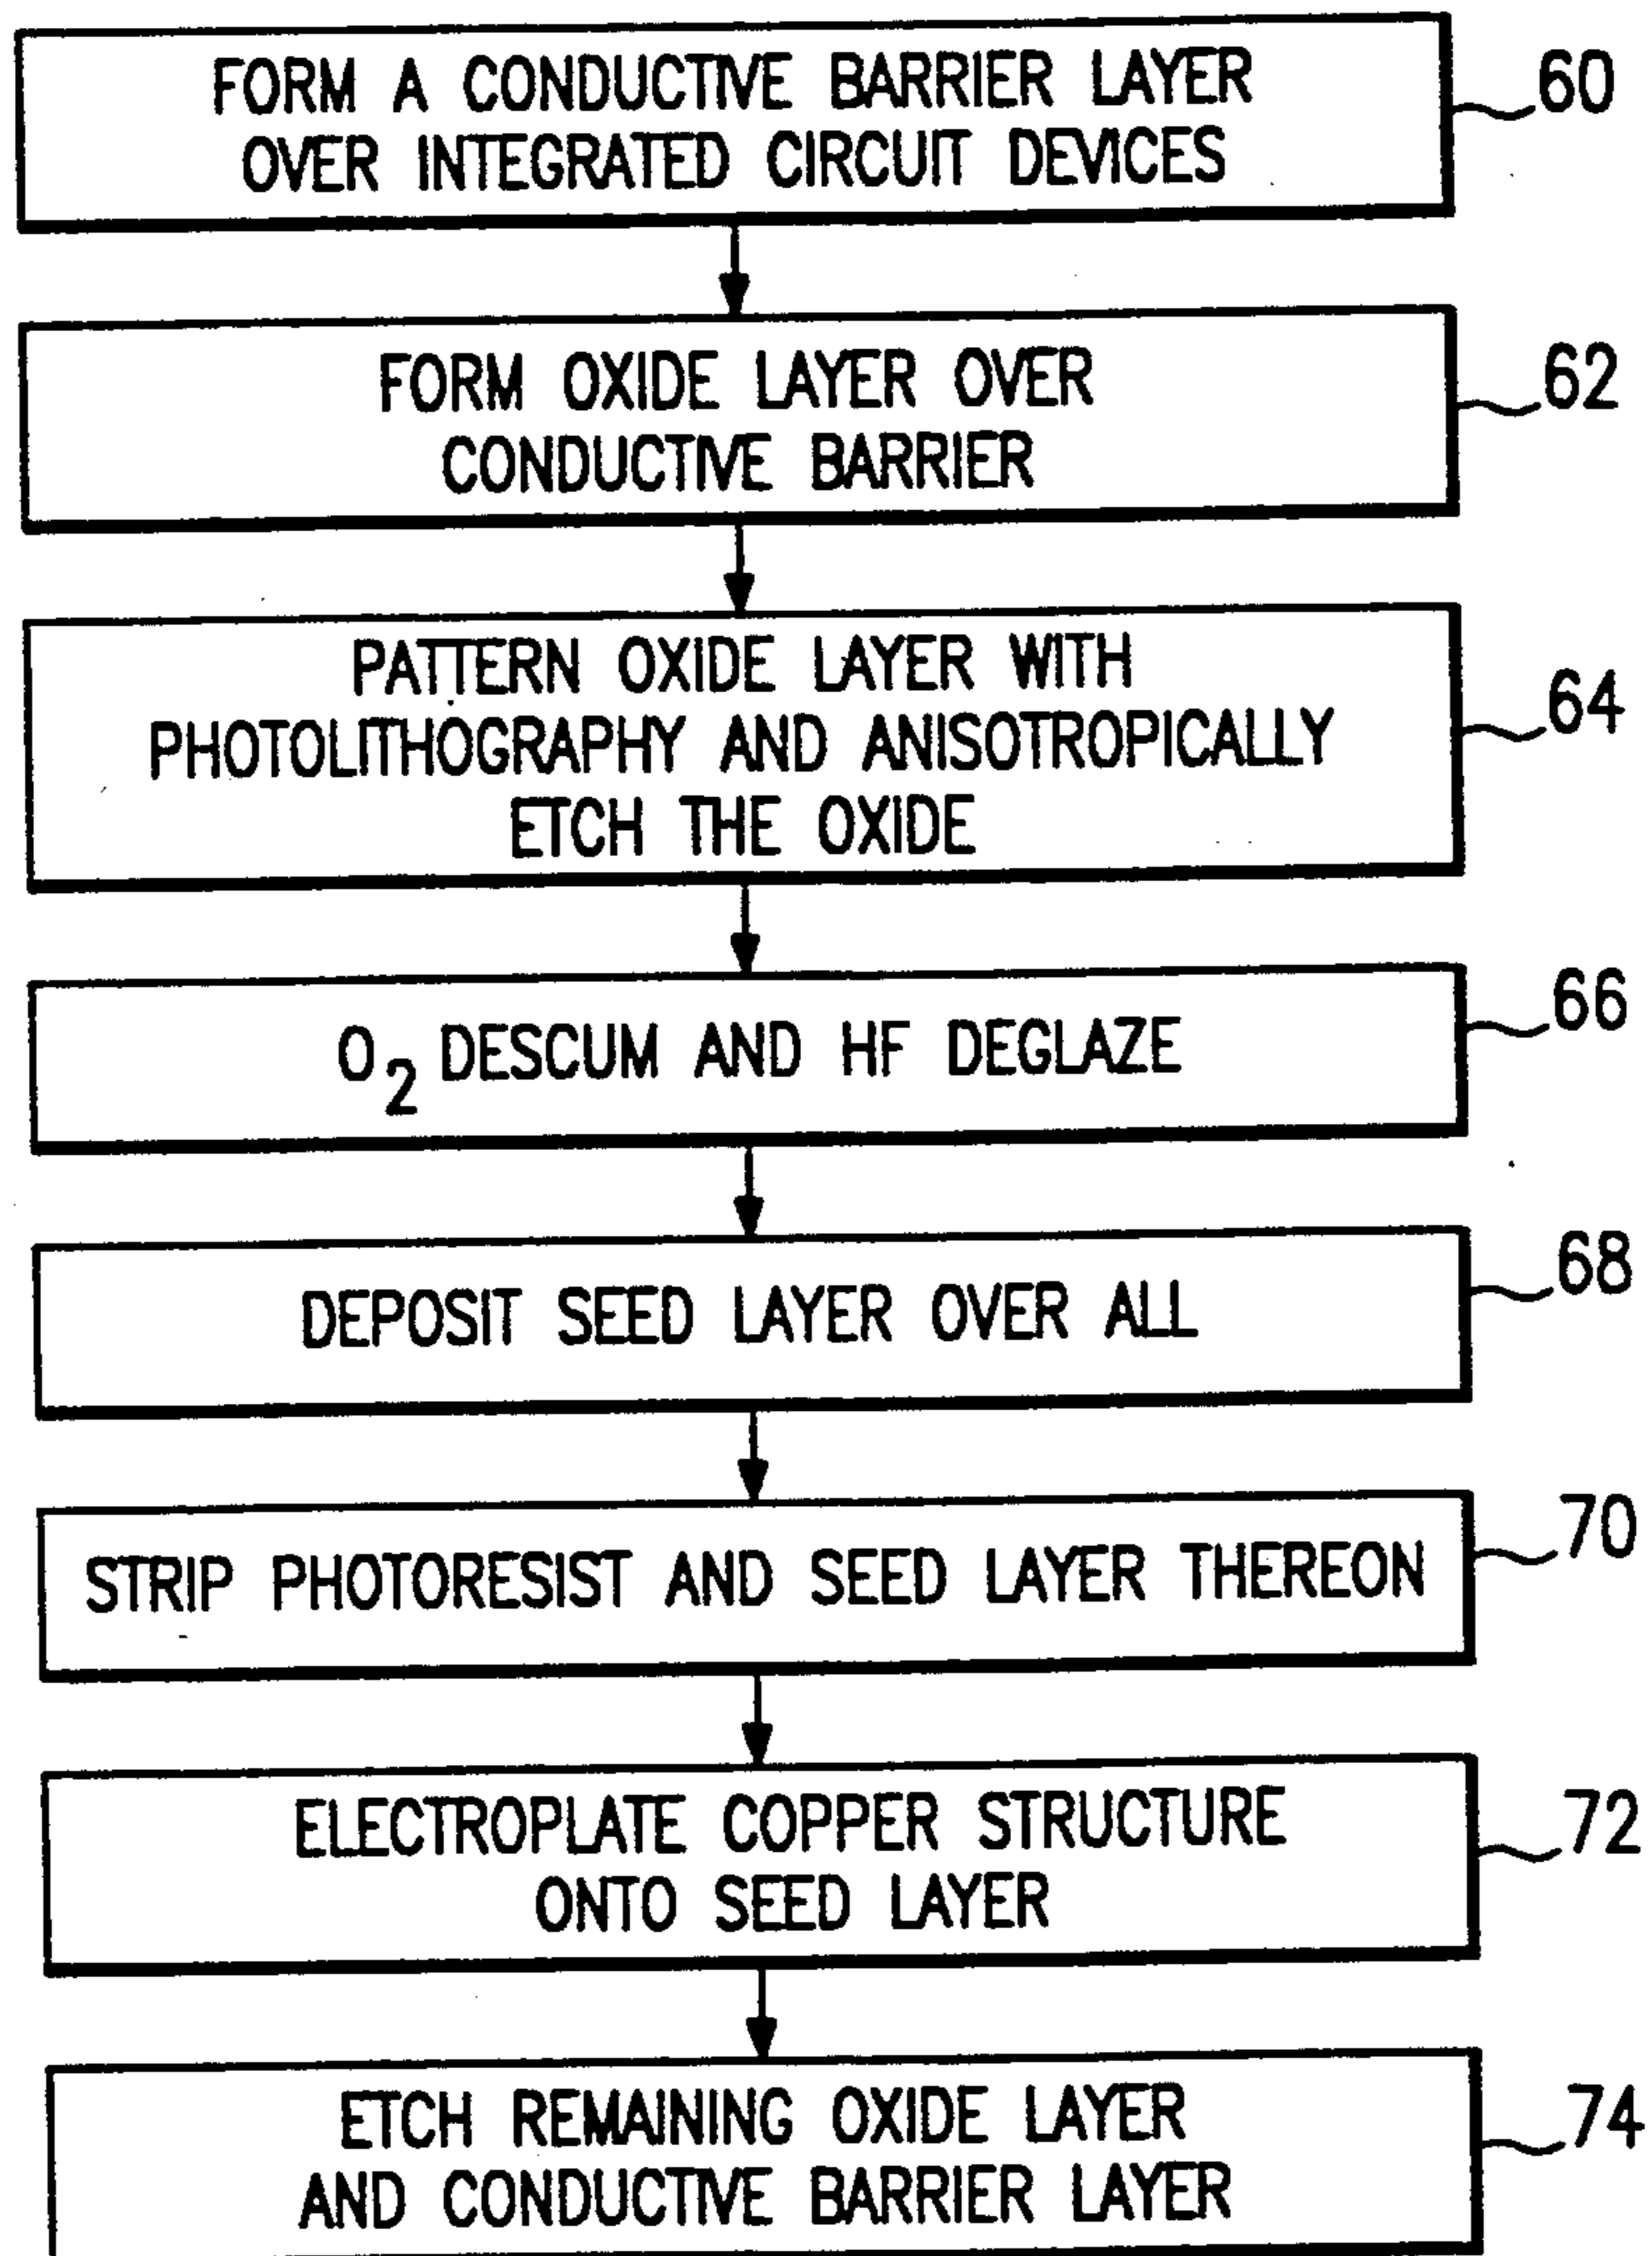 FORM A CONDUCTIVE BARRIER LAYER
OVER INTEGRATED CIRCUIT DEVICES
60
FORM OXIDE LAYER OVER
CONDUCTIVE BARRIER
62
PATTERN OXIDE LAYER WITH
PHOTOLITHOGRAPHY AND ANISOTROPICALLY
ETCH THE OXIDE
64
O2 DESCUM AND HF DEGLAZE
66
DEPOSIT SEED LAYER OVER ALL
68
STRIP PHOTORESIST AND SEED LAYER THEREON
70
ELECTROPLATE COPPER STRUCTURE
ONTO SEED LAYER
72
ETCH REMAINING OXIDE LAYER
AND CONDUCTIVE BARRIER LAYER
74